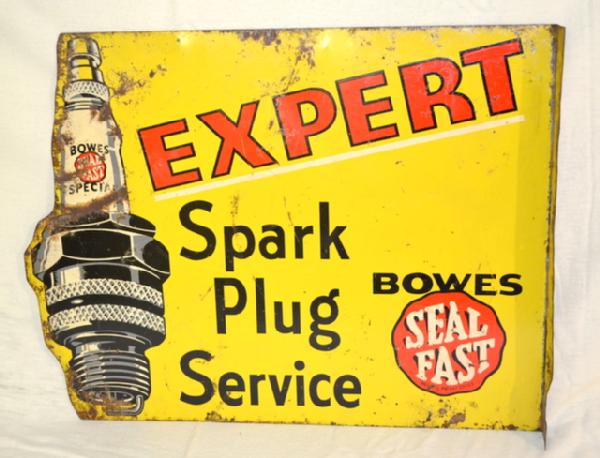 EXPERT
Spark
Plug
Service
BOWES
SEAL
FAST
BOWES
SEAL
FAST
SPECIAL